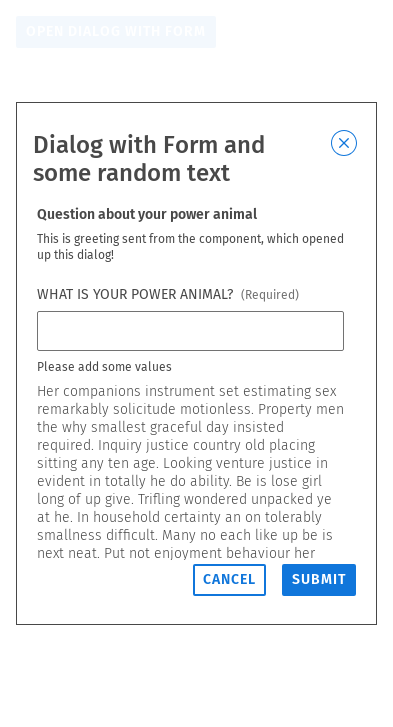 OPEN DIALOG WITH FORM
Dialog with Form and
some random text
Question about your power animal
This is greeting sent from the component, which opened
up this dialog!
WHAT IS YOUR POWER ANIMAL? (Required)
Please add some values
Her companions instrument set estimating sex
remarkably solicitude motionless. Property men
the why smallest graceful day insisted
required. Inquiry justice country old placing
sitting any ten age. Looking venture justice in
evident in totally he do ability. Be is lose girl
long of up give. Trifling wondered unpacked ye
at he. In household certainty an on tolerably
smallness difficult. Many no each like up be is
next neat. Put not enjoyment behaviour her
CANCEL SUBMIT